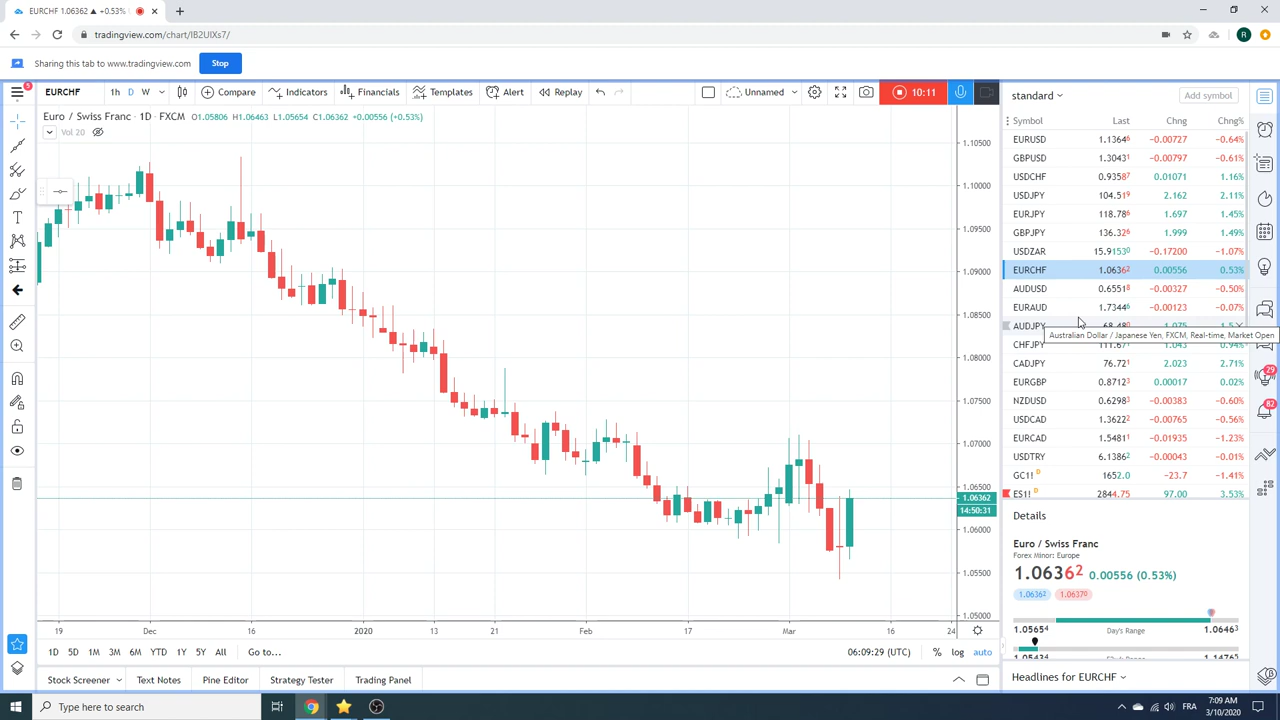 EURCHF 1.06362 ▲ +0.53%
tradingview.com/chart/IB2UIXs7/
R
Sharing this tab to www.tradingview.com
Stop
5
EURCHF
1h D W
Compare
Indicators
Financials
Templates
Alert
Replay
Unnamed
10:11
Euro / Swiss Franc · 1D · FXCM O1.05806 H1.06463 L1.05654 C1.06362 +0.00556 (+0.53%)
Vol 20
1.10500
1.10000
1.09500
1.09000
1.08500
1.08000
1.07500
1.07000
1.06500
1.06362
14:50:31
1.06000
1.05500
1.05000
19 Dec 16 2020 13 21 Feb 17 Mar 16 24
1D 5D 1M 3M 6M YTD 1Y 5Y All Go to...
06:09:29 (UTC) % log auto
Stock Screener Text Notes Pine Editor Strategy Tester Trading Panel
standard
Add symbol
Symbol Last Chng Chng%
EURUSD 1.13646 −0.00727 −0.64%
GBPUSD 1.30431 −0.00797 −0.61%
USDCHF 0.93587 0.01071 1.16%
USDJPY 104.519 2.162 2.11%
EURJPY 118.786 1.697 1.45%
GBPJPY 136.326 1.999 1.49%
USDZAR 15.91530 −0.17200 −1.07%
EURCHF 1.06362 0.00556 0.53%
AUDUSD 0.65518 −0.00327 −0.50%
EURAUD 1.73446 −0.00123 −0.07%
AUDJPY
Australian Dollar / Japanese Yen, FXCM, Real-time, Market Open
CHFJPY 111.671 1.043 0.94%
CADJPY 76.721 2.023 2.71%
EURGBP 0.87123 0.00017 0.02%
NZDUSD 0.62983 −0.00383 −0.60%
USDCAD 1.36222 −0.00765 −0.56%
EURCAD 1.54811 −0.01935 −1.23%
USDTRY 6.13862 −0.00043 −0.01%
GC1! D 1652.0 −23.7 −1.41%
ES1! D 2844.75 97.00 3.53%
29
82
Details
Euro / Swiss Franc
Forex Minor: Europe
1.06362 0.00556 (0.53%)
1.06362 1.06370
1.05654 Day's Range 1.06463
Headlines for EURCHF
Type here to search
FRA
7:09 AM
3/10/2020